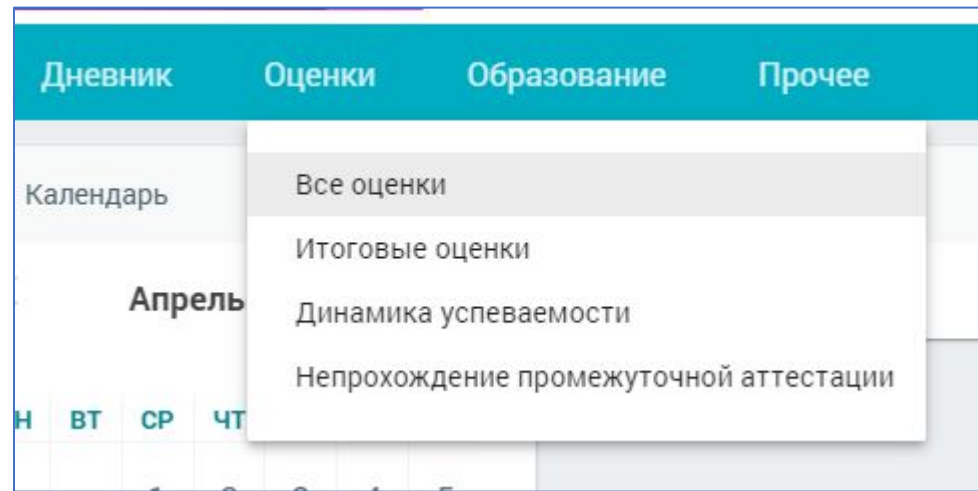 Дневник Оценки Образование Прочее
Календарь
Все оценки
Итоговые оценки
Апрель
Динамика успеваемости
Непрохождение промежуточной аттестации
ВТ СР ЧТ